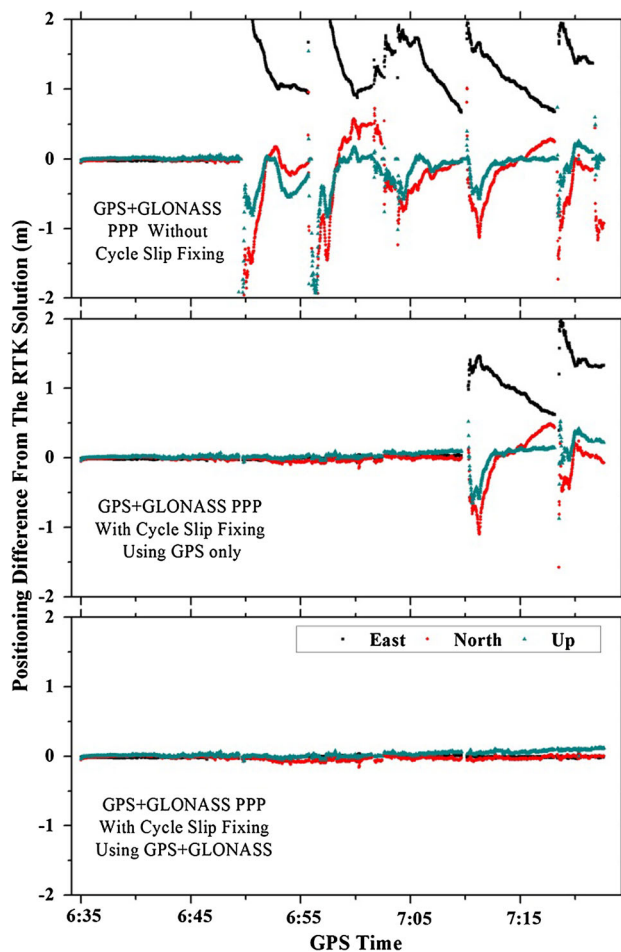 Positioning Difference From The RTK Solution (m)
2
1
0
-1
-2
GPS+GLONASS
PPP Without
Cycle Slip Fixing
2
1
0
-1
-2
GPS+GLONASS PPP
With Cycle Slip Fixing
Using GPS only
2
1
0
-1
-2
East North Up
GPS+GLONASS PPP
With Cycle Slip Fixing
Using GPS+GLONASS
6:35 6:45 6:55 7:05 7:15
GPS Time